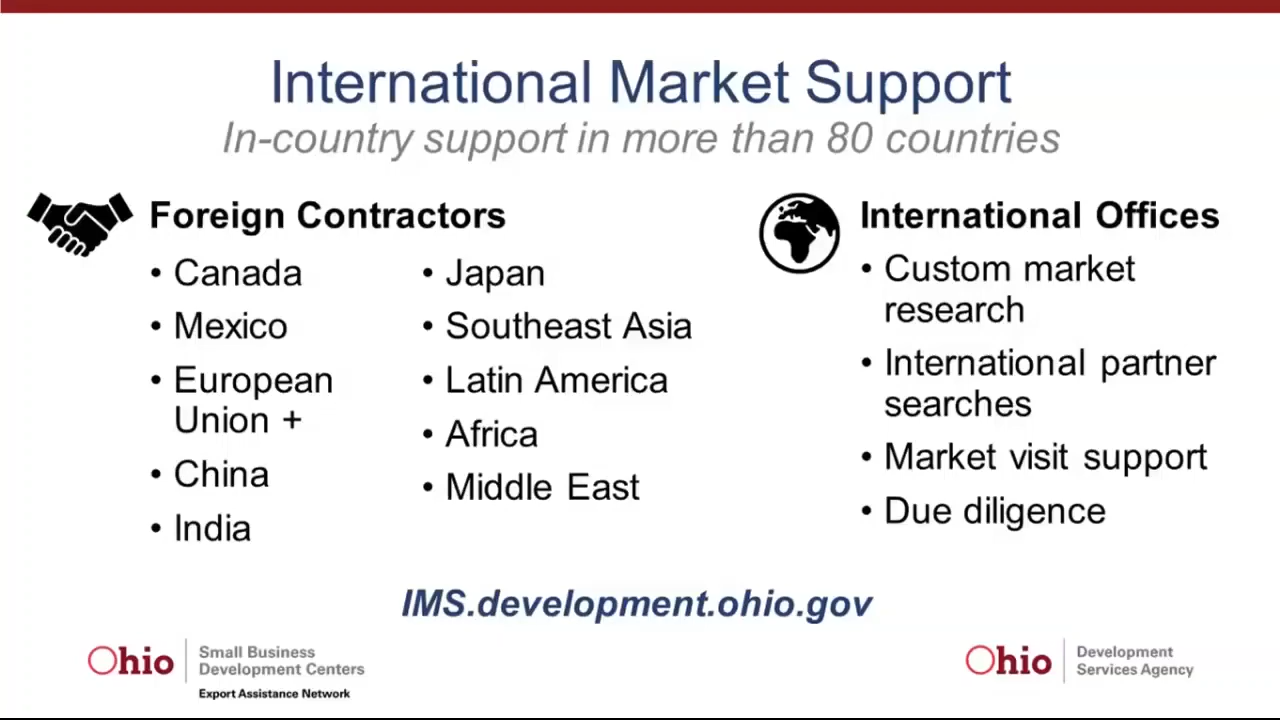 International Market Support
In-country support in more than 80 countries
Foreign Contractors
• Canada
• Mexico
• European
Union +
• China
• India
• Japan
• Southeast Asia
• Latin America
• Africa
• Middle East
International Offices
• Custom market
research
• International partner
searches
• Market visit support
• Due diligence
IMS.development.ohio.gov
Ohio
Small Business
Development Centers
Export Assistance Network
Ohio
Development
Services Agency